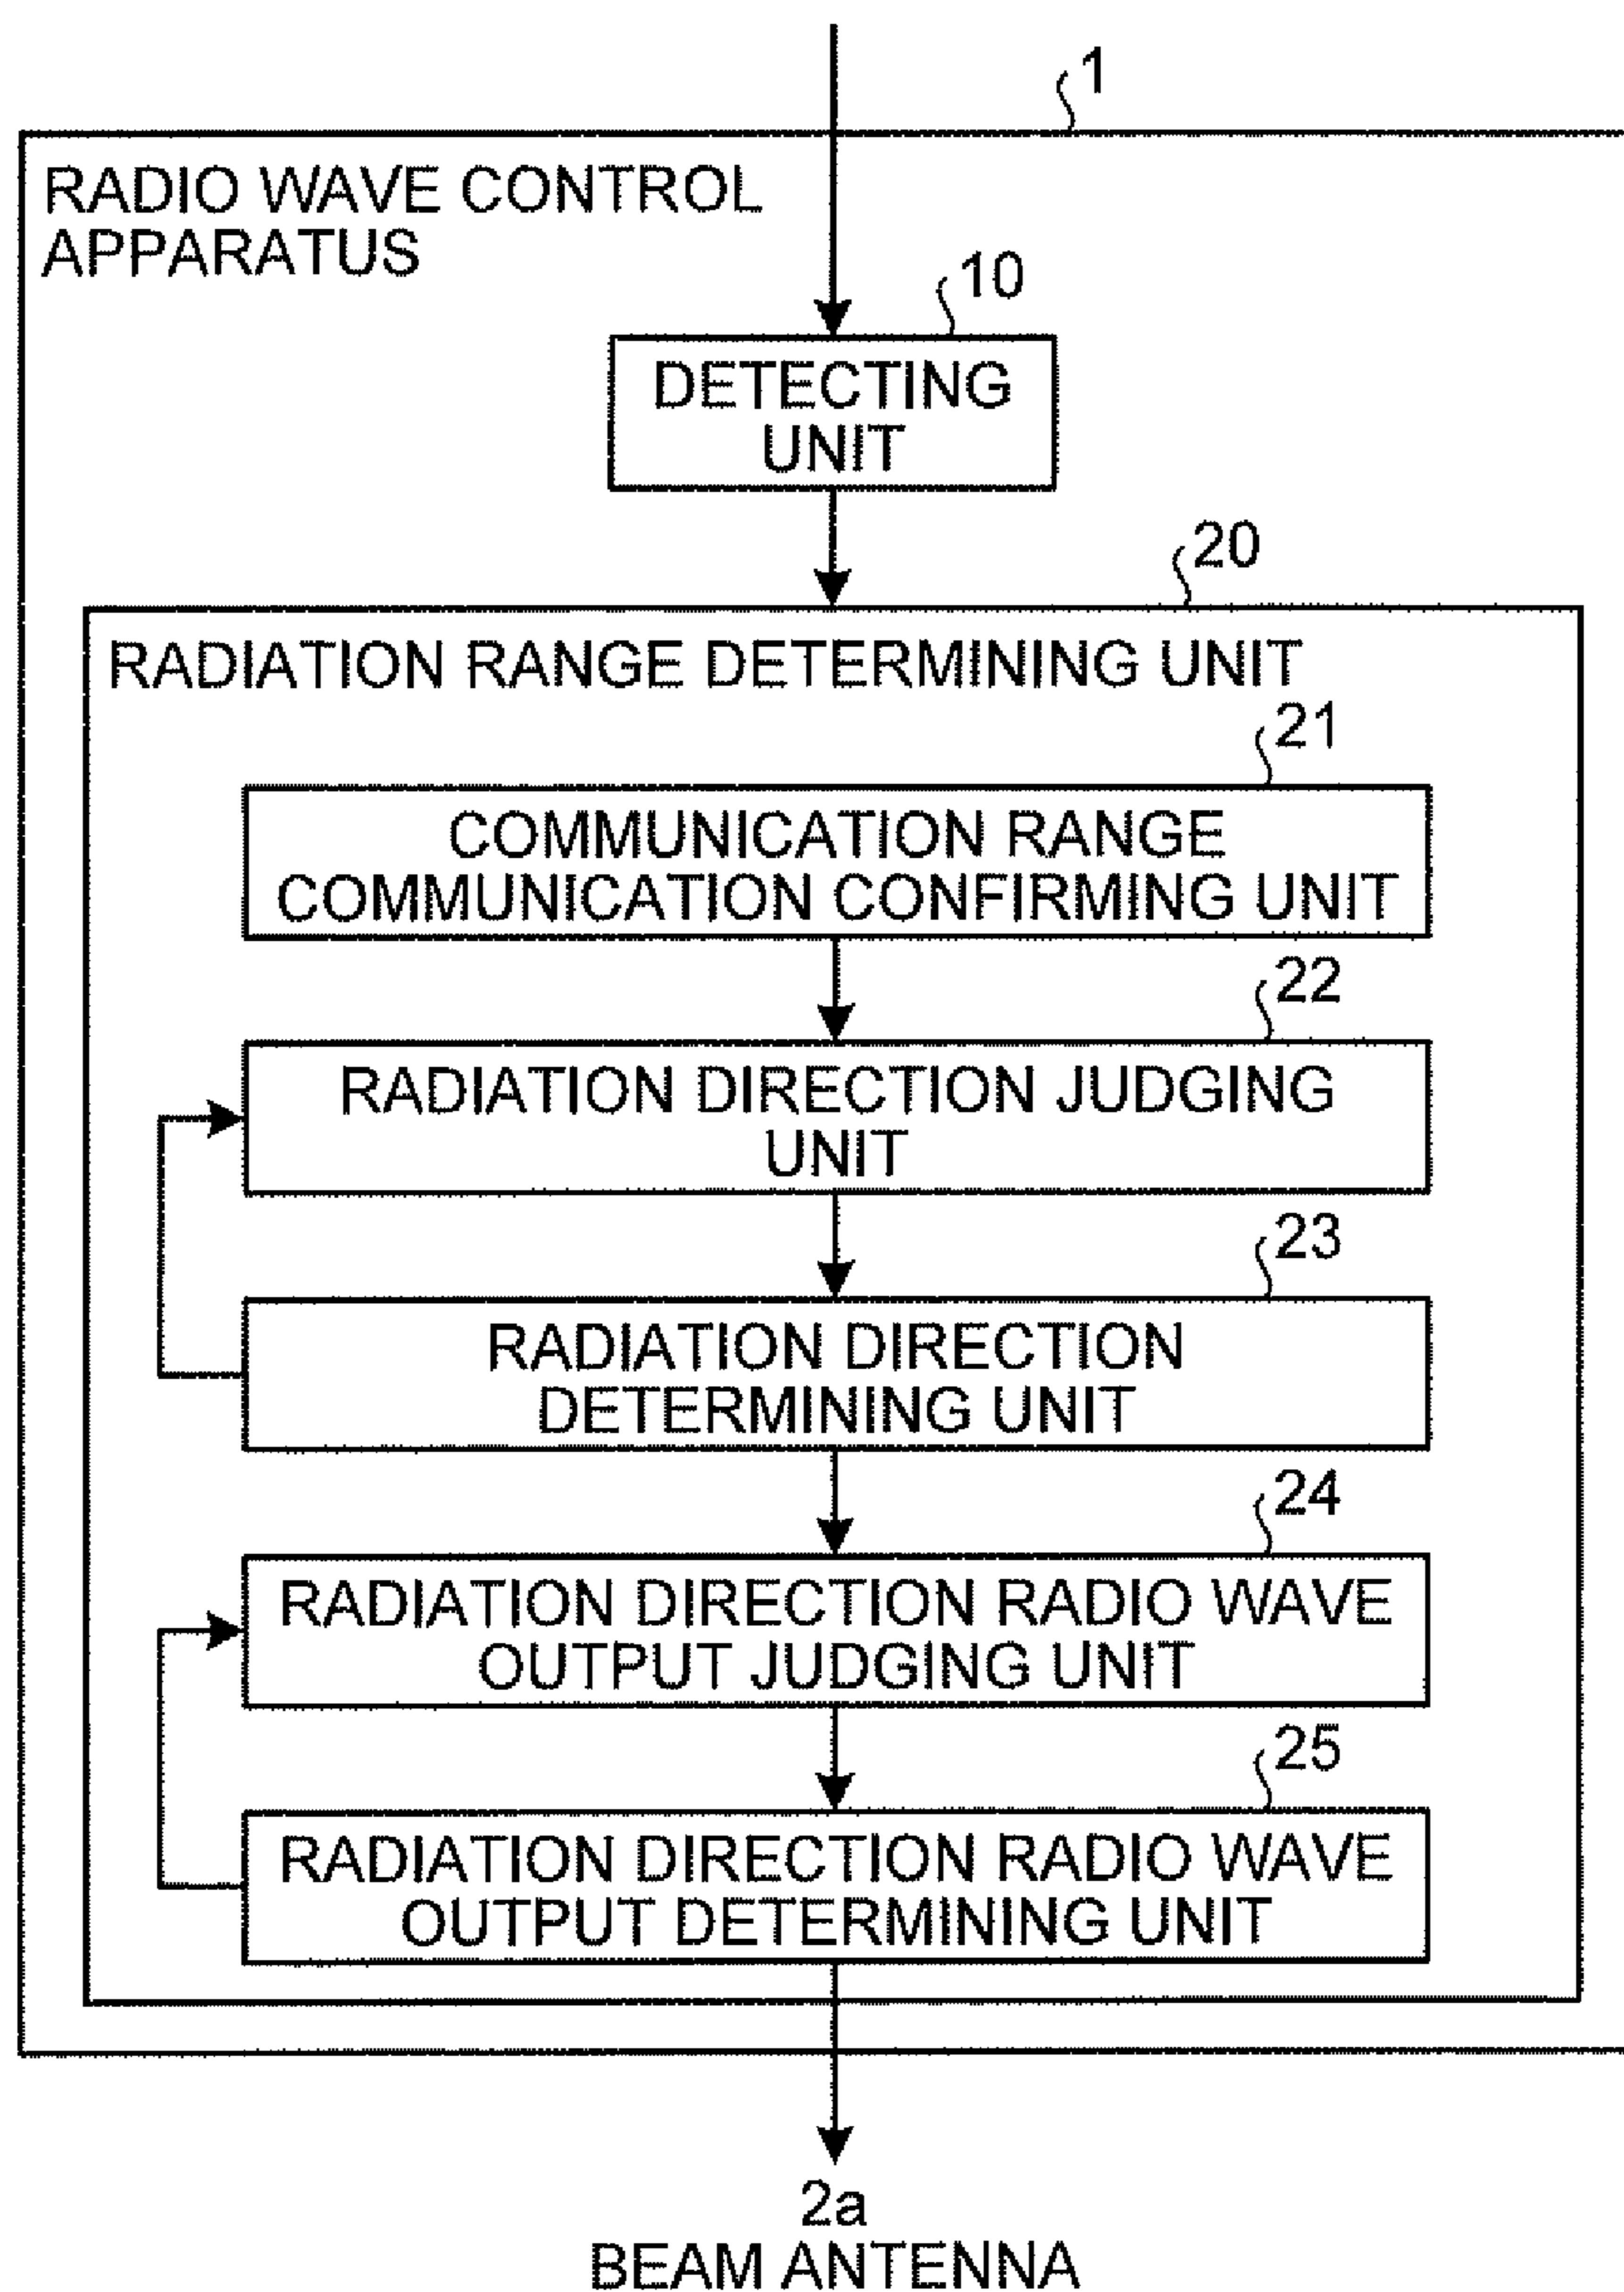 1
RADIO WAVE CONTROL
APPARATUS
10
DETECTING
UNIT
20
RADIATION RANGE DETERMINING UNIT
21
COMMUNICATION RANGE
COMMUNICATION CONFIRMING UNIT
22
RADIATION DIRECTION JUDGING
UNIT
23
RADIATION DIRECTION
DETERMINING UNIT
24
RADIATION DIRECTION RADIO WAVE
OUTPUT JUDGING UNIT
25
RADIATION DIRECTION RADIO WAVE
OUTPUT DETERMINING UNIT
2a
BEAM ANTENNA